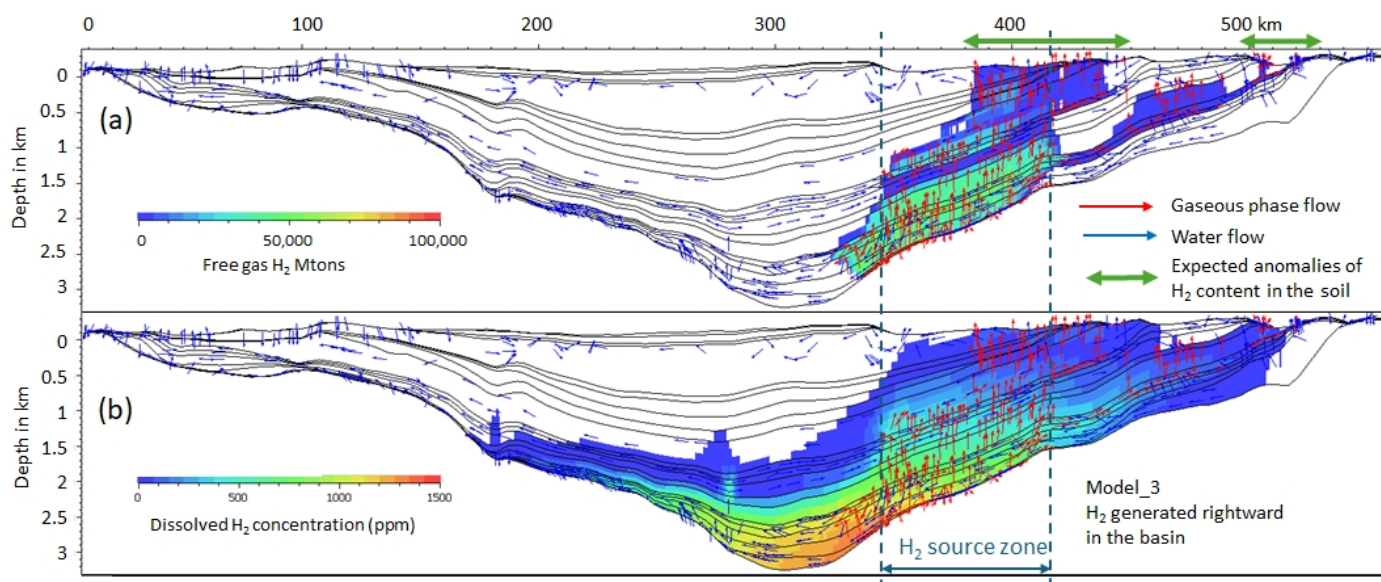 0 100 200 300 400 500 km
Depth in km
0
0.5
1
1.5
2
2.5
3
(a)
0 50,000 100,000
Free gas H₂ Mtons
Gaseous phase flow
Water flow
Expected anomalies of
H₂ content in the soil
Depth in km
0
0.5
1
1.5
2
2.5
3
(b)
0 500 1000 1500
Dissolved H₂ concentration (ppm)
H₂ source zone
Model_3
H₂ generated rightward
in the basin